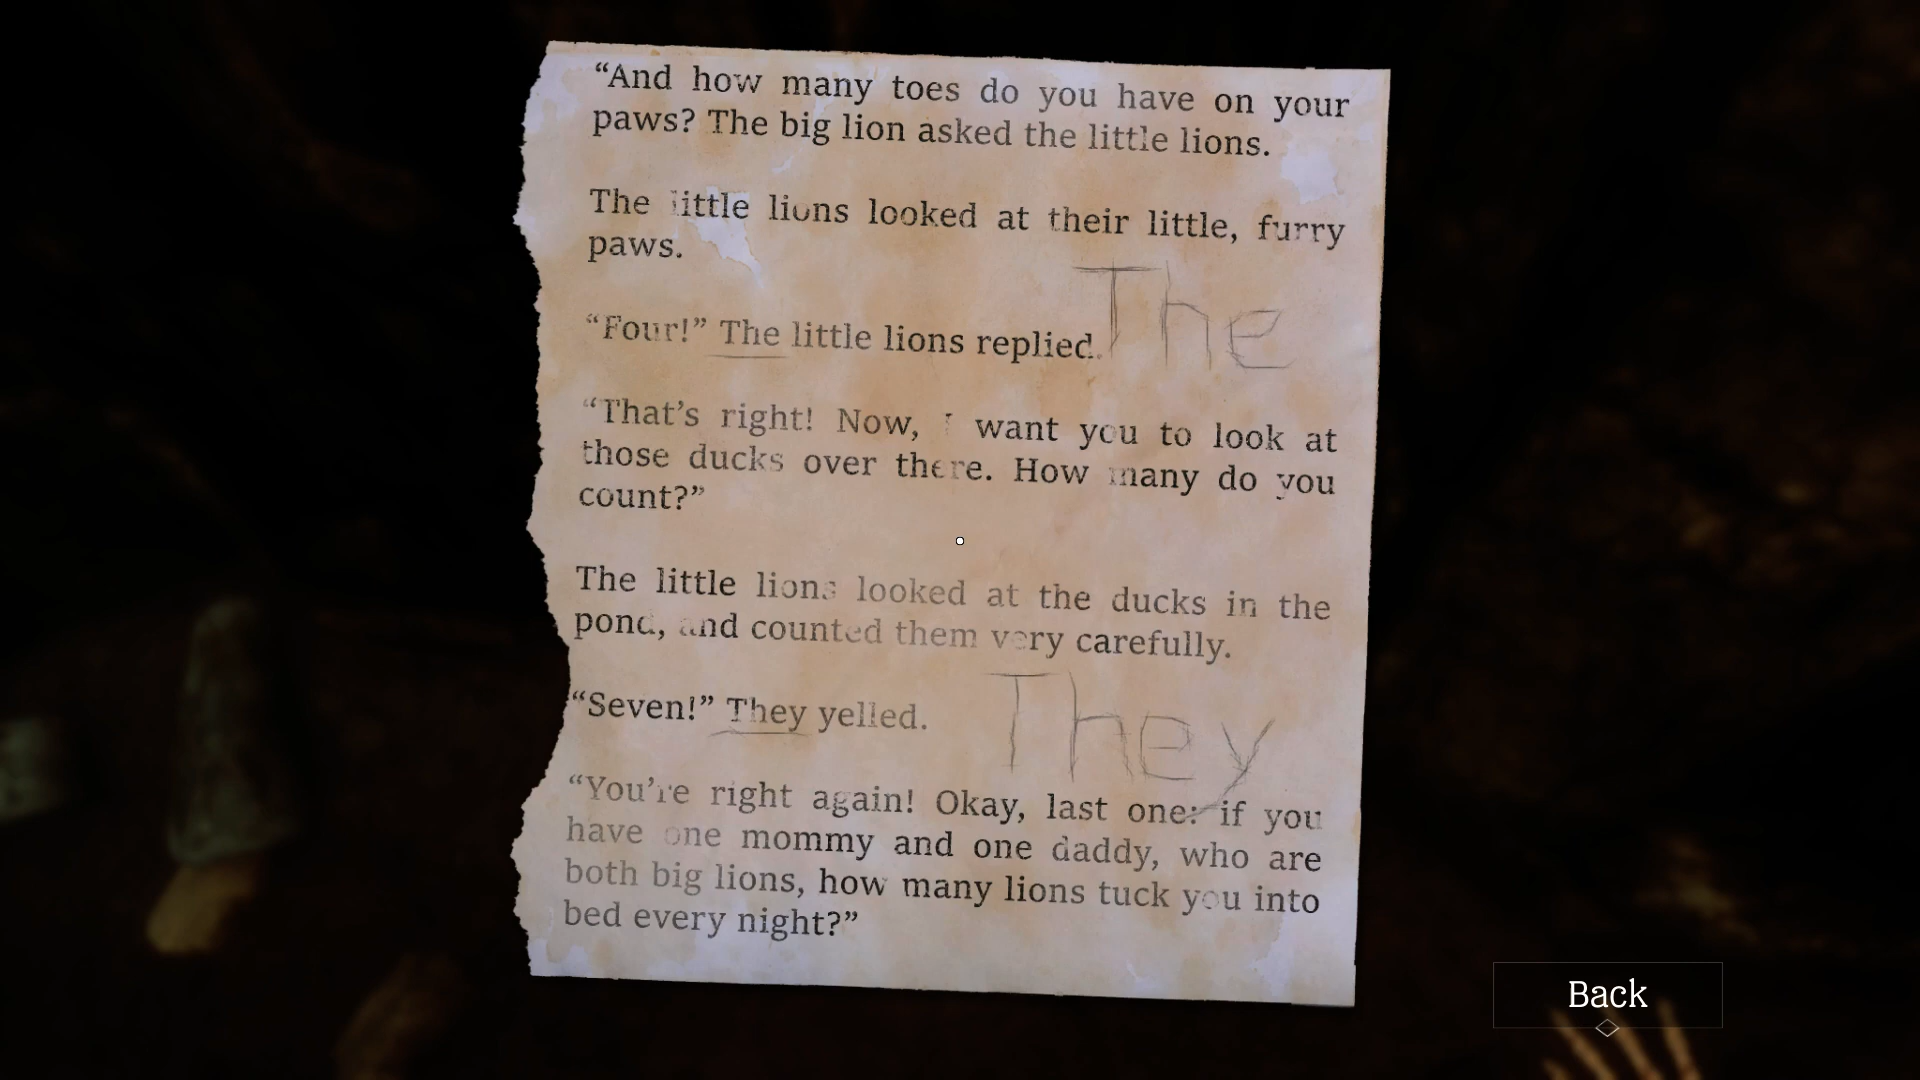 “And how many toes do you have on your
paws? The big lion asked the little lions.
The little lions looked at their little, furry
paws.
The
“Four!” The little lions replied.
“That’s right! Now, I want you to look at
those ducks over there. How many do you
count?”
The little lions looked at the ducks in the
pond, and counted them very carefully.
“Seven!” They yelled.
They
“You’re right again! Okay, last one: if you
have one mommy and one daddy, who are
both big lions, how many lions tuck you into
bed every night?”
Back